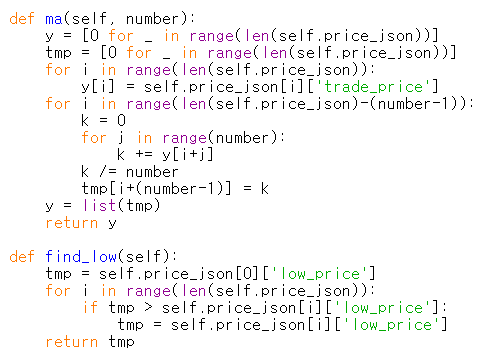 def ma(self, number):
    y = [0 for _ in range(len(self.price_json))]
    tmp = [0 for _ in range(len(self.price_json))]
    for i in range(len(self.price_json)):
        y[i] = self.price_json[i]['trade_price']
    for i in range(len(self.price_json)-(number-1)):
        k = 0
        for j in range(number):
            k += y[i+j]
        k /= number
        tmp[i+(number-1)] = k
    y = list(tmp)
    return y

def find_low(self):
    tmp = self.price_json[0]['low_price']
    for i in range(len(self.price_json)):
        if tmp > self.price_json[i]['low_price']:
            tmp = self.price_json[i]['low_price']
    return tmp